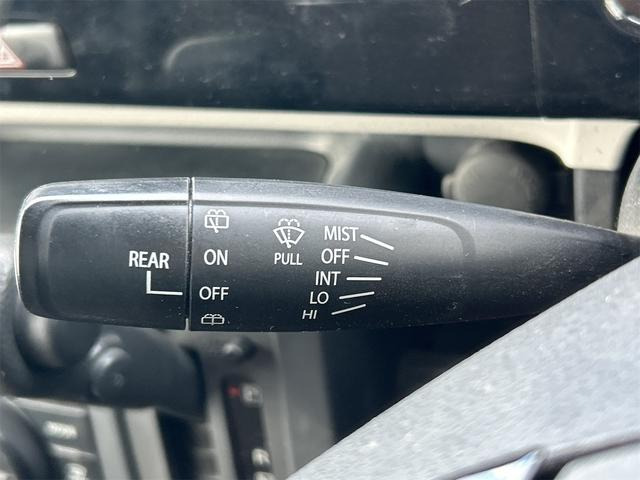 REAR
ON
OFF
PULL
MIST
OFF
INT
LO
HI